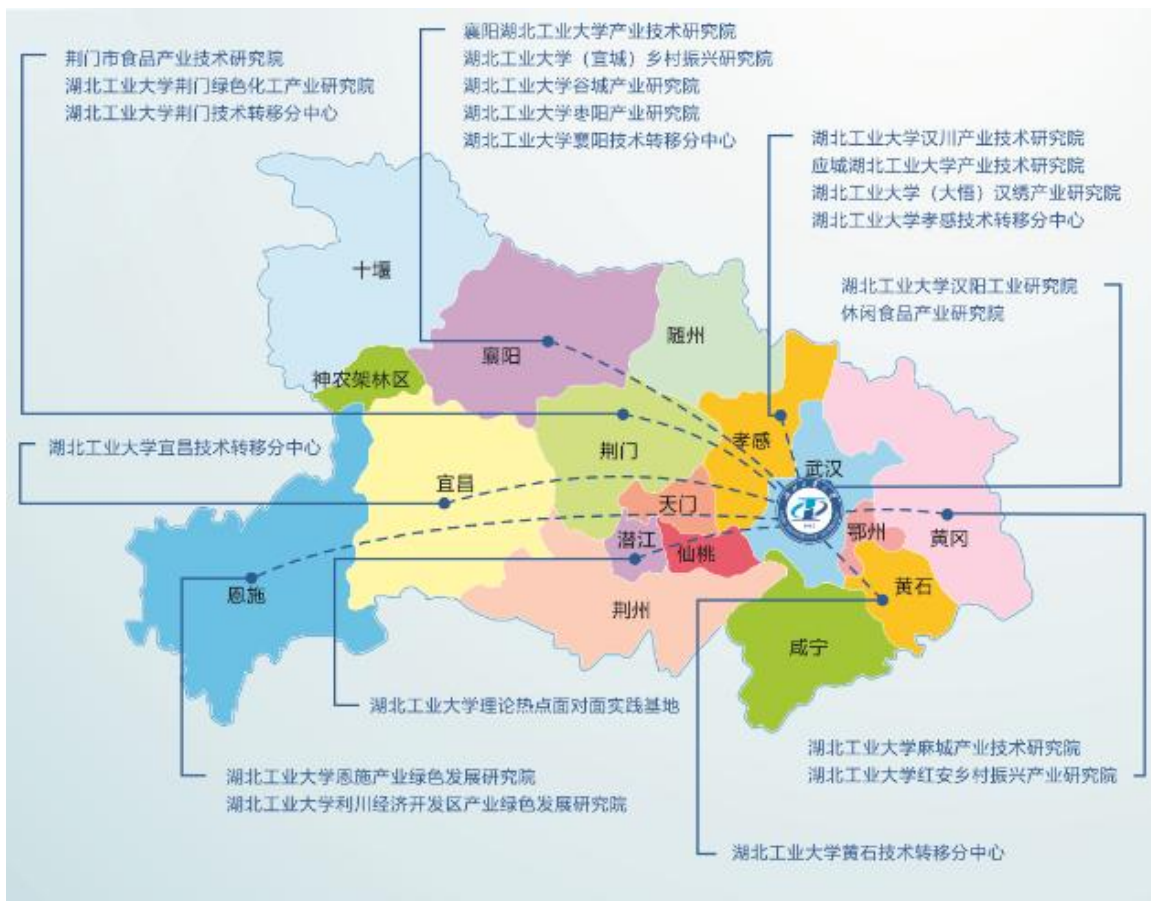 荆门市食品产业技术研究院
湖北工业大学荆门绿色化工产业研究院
湖北工业大学荆门技术转移分中心
襄阳湖北工业大学产业技术研究院
湖北工业大学（宜城）乡村振兴研究院
湖北工业大学谷城产业研究院
湖北工业大学枣阳产业研究院
湖北工业大学襄阳技术转移分中心
湖北工业大学汉川产业技术研究院
应城湖北工业大学产业技术研究院
湖北工业大学（大悟）汉绣产业研究院
湖北工业大学孝感技术转移分中心
湖北工业大学汉阳工业研究院
休闲食品产业研究院
十堰
随州
襄阳
神农架林区
湖北工业大学宜昌技术转移分中心
荆门
孝感
武汉
宜昌
天门
潜江
仙桃
鄂州
黄冈
恩施
荆州
黄石
咸宁
湖北工业大学理论热点面对面实践基地
湖北工业大学麻城产业技术研究院
湖北工业大学红安乡村振兴产业研究院
湖北工业大学恩施产业绿色发展研究院
湖北工业大学利川经济开发区产业绿色发展研究院
湖北工业大学黄石技术转移分中心